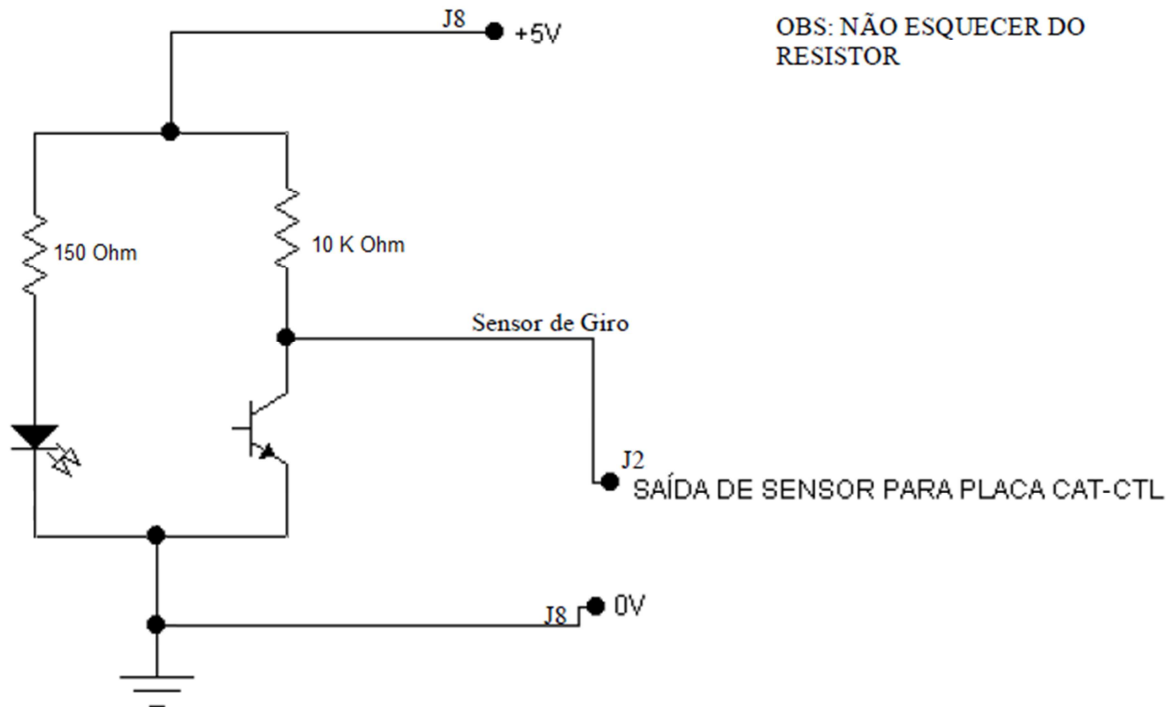 J8
+5V
OBS: NÃO ESQUECER DO
RESISTOR
150 Ohm
10 K Ohm
Sensor de Giro
J2
SAÍDA DE SENSOR PARA PLACA CAT-CTL
J8
0V